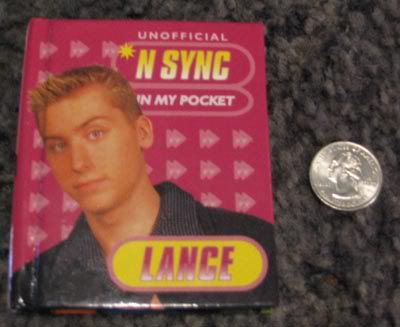 UNOFFICIAL
*N SYNC
IN MY POCKET
LANCE